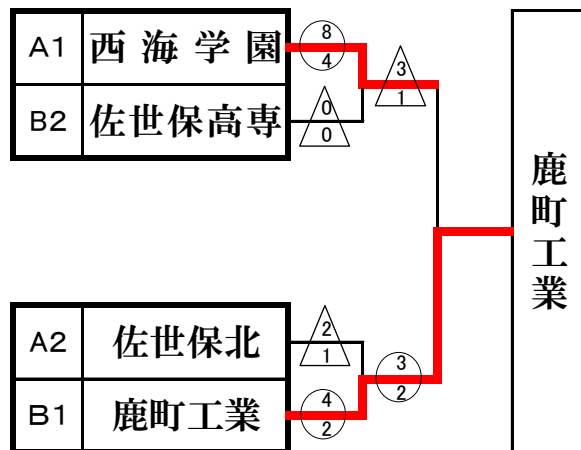 A1 西海学園 8 4
3 1
B2 佐世保高専 0 0
鹿町工業
A2 佐世保北 2 1
3 2
B1 鹿町工業 4 2